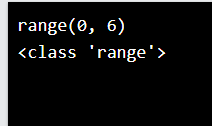 range(0, 6)
<class 'range'>